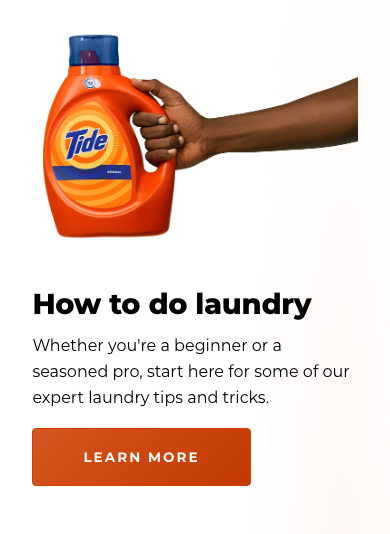 Tide
ORIGINAL
How to do laundry
Whether you're a beginner or a
seasoned pro, start here for some of our
expert laundry tips and tricks.
LEARN MORE